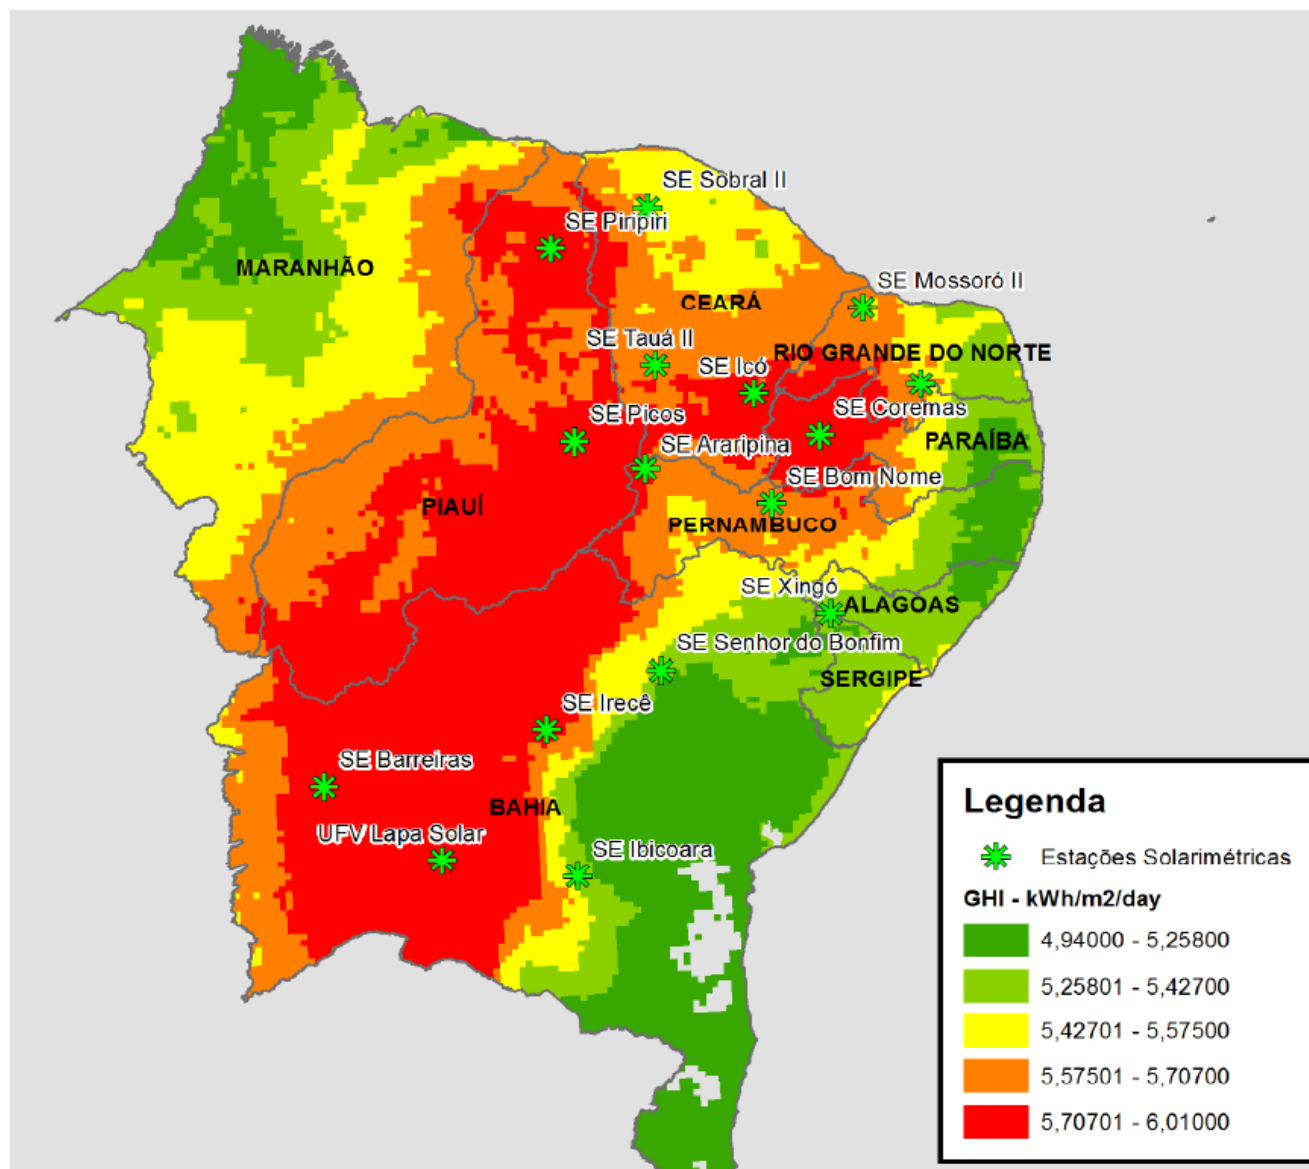 SE Sobral II
SE Piripiri
MARANHÃO
SE Mossoró II
CEARÁ
SE Tauá II
RIO GRANDE DO NORTE
SE Icó
SE Picos
SE Coremas
SE Araripina
PARAÍBA
SE Bom Nome
PIAUÍ
PERNAMBUCO
SE Xingó
ALAGOAS
SE Senhor do Bonfim
SERGIPE
SE Irecê
SE Barreiras
BAHIA
UFV Lapa Solar
SE Ibicoara
Legenda
Estações Solarimétricas
GHI - kWh/m2/day
4,94000 - 5,25800
5,25801 - 5,42700
5,42701 - 5,57500
5,57501 - 5,70700
5,70701 - 6,01000